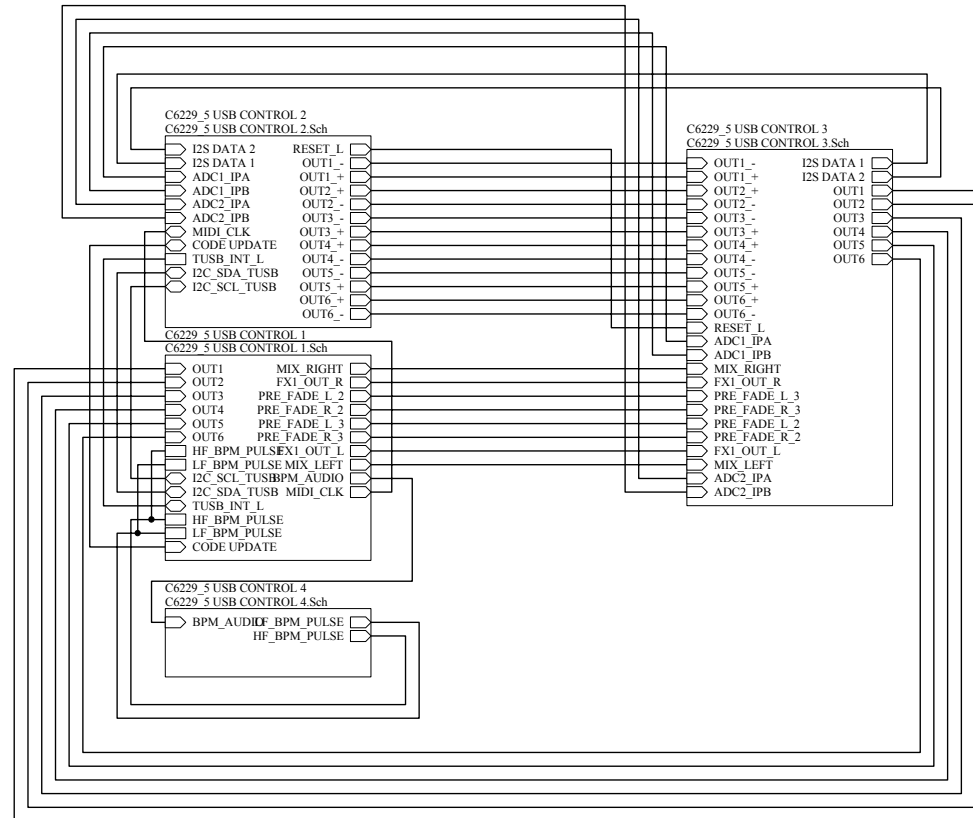 C6229_5 USB CONTROL 2
C6229_5 USB CONTROL 2.Sch
I2S DATA 2
I2S DATA 1
ADC1_IPA
ADC1_IPB
ADC2_IPA
ADC2_IPB
MIDI_CLK
CODE UPDATE
TUSB_INT_L
I2C_SDA_TUSB
I2C_SCL_TUSB
RESET_L
OUT1_-
OUT1_+
OUT2_+
OUT2_-
OUT3_-
OUT3_+
OUT4_+
OUT4_-
OUT5_-
OUT5_+
OUT6_+
OUT6_-
C6229_5 USB CONTROL 3
C6229_5 USB CONTROL 3.Sch
OUT1_-
OUT1_+
OUT2_+
OUT2_-
OUT3_-
OUT3_+
OUT4_+
OUT4_-
OUT5_-
OUT5_+
OUT6_+
OUT6_-
RESET_L
ADC1_IPA
ADC1_IPB
MIX_RIGHT
FX1_OUT_R
PRE_FADE_L_3
PRE_FADE_R_3
PRE_FADE_L_2
PRE_FADE_R_2
FX1_OUT_L
MIX_LEFT
ADC2_IPA
ADC2_IPB
I2S DATA 1
I2S DATA 2
OUT1
OUT2
OUT3
OUT4
OUT5
OUT6
C6229_5 USB CONTROL 1
C6229_5 USB CONTROL 1.Sch
OUT1
OUT2
OUT3
OUT4
OUT5
OUT6
HF_BPM_PULSE
LF_BPM_PULSE
I2C_SCL_TUSB
I2C_SDA_TUSB
TUSB_INT_L
HF_BPM_PULSE
LF_BPM_PULSE
CODE UPDATE
MIX_RIGHT
FX1_OUT_R
PRE_FADE_L_2
PRE_FADE_R_2
PRE_FADE_L_3
PRE_FADE_R_3
FX1_OUT_L
MIX_LEFT
BPM_AUDIO
MIDI_CLK
C6229_5 USB CONTROL 4
C6229_5 USB CONTROL 4.Sch
BPM_AUDIO
LF_BPM_PULSE
HF_BPM_PULSE